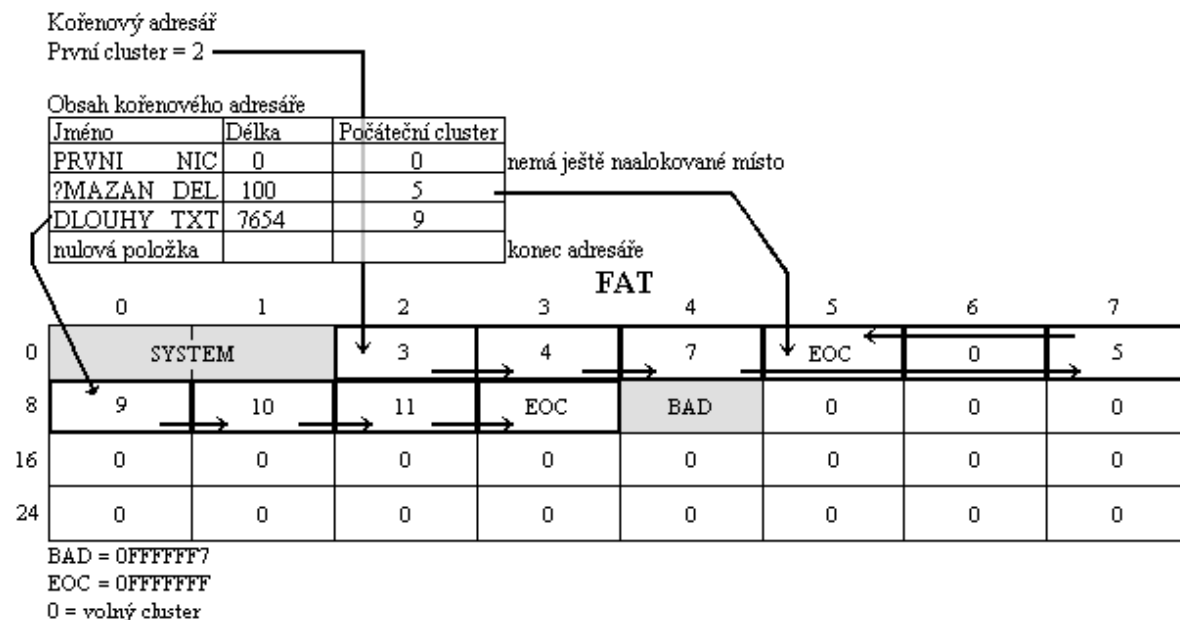 Kořenový adresář
První cluster = 2
Obsah kořenového adresáře
Jméno Délka Počáteční cluster
PRVNI NIC 0 0 nemá ještě naalokované místo
?MAZAN DEL 100 5
DLOUHY TXT 7654 9
nulová položka konec adresáře
FAT
0 1 2 3 4 5 6 7
0 SYSTEM 3 4 7 EOC 0 5
8 9 10 11 EOC BAD 0 0 0
16 0 0 0 0 0 0 0 0
24 0 0 0 0 0 0 0 0
BAD = 0FFFFFF7
EOC = 0FFFFFFF
0 = volný cluster